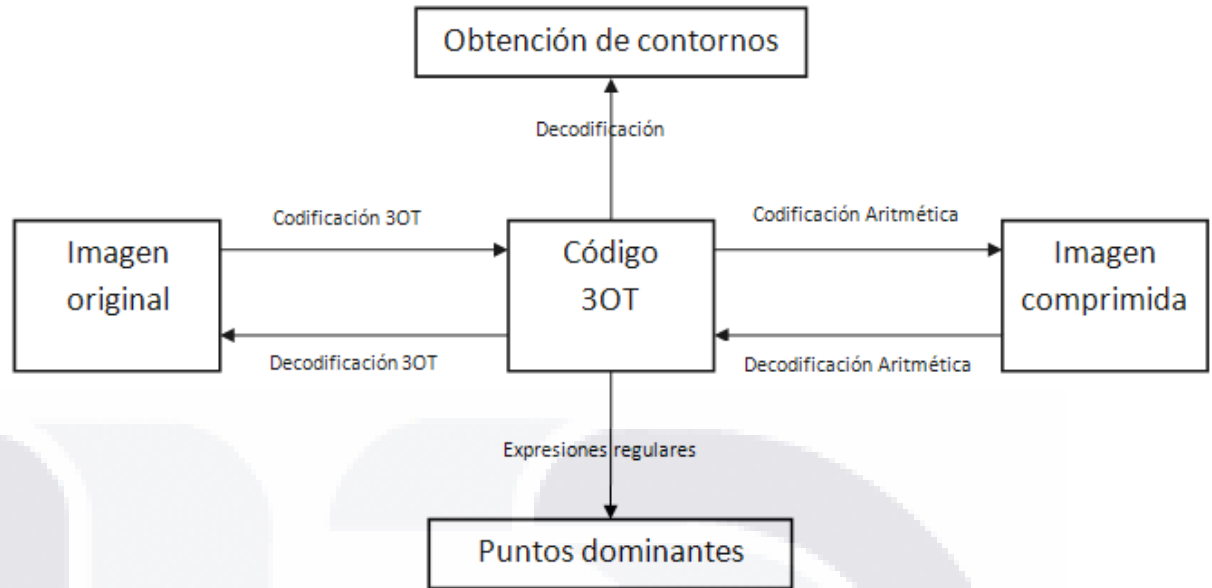 Obtención de contornos
Decodificación
Codificación 3OT
Codificación Aritmética
Imagen
original
Código
3OT
Imagen
comprimida
Decodificación 3OT
Decodificación Aritmética
Expresiones regulares
Puntos dominantes